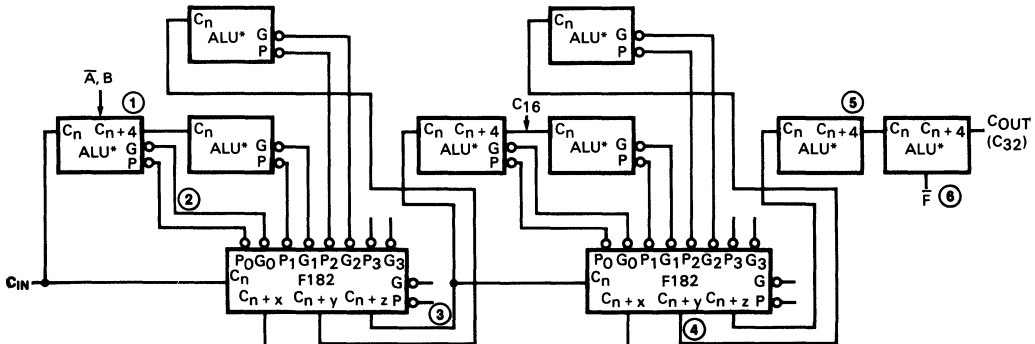 Cn
ALU*
G
P
Cn
ALU*
G
P
A̅, B
①
Cn Cn + 4
ALU* G
P
Cn
ALU* G
P
C16
Cn Cn + 4
ALU* G
P
Cn
ALU* G
P
⑤
Cn Cn + 4
ALU*
Cn Cn + 4
ALU*
COUT
(C32)
②
F̅ ⑥
P0 G0 P1 G1 P2 G2 P3 G3
Cn F182 G
Cn + x Cn + y Cn + z P
③
P0 G0 P1 G1 P2 G2 P3 G3
Cn F182 G
Cn + x Cn + y Cn + z P
④
CIN